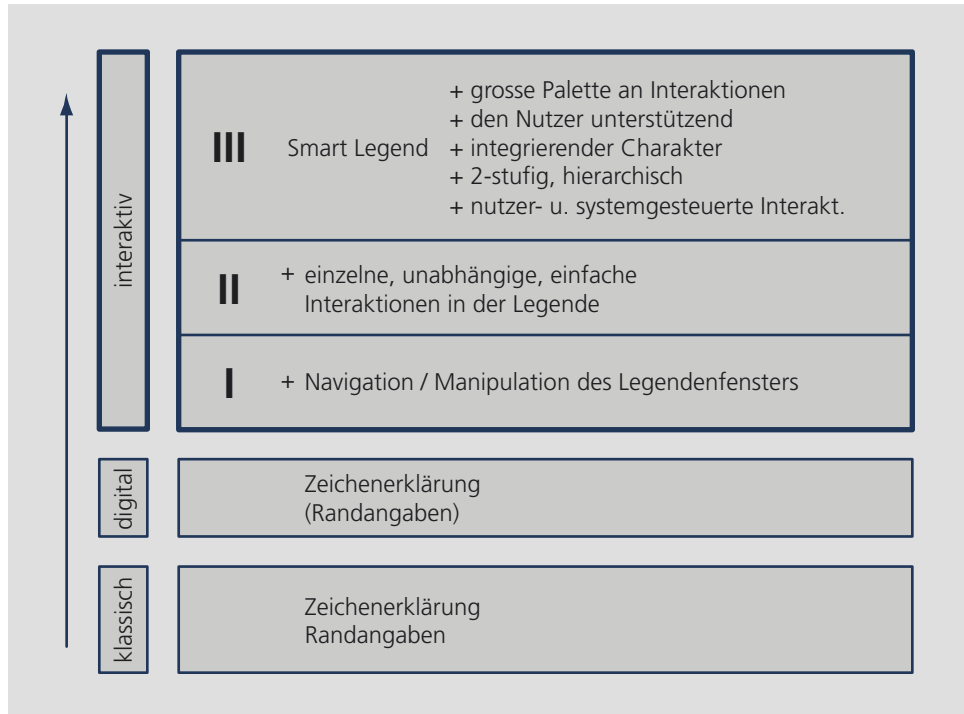 interaktiv
III Smart Legend
+ grosse Palette an Interaktionen
+ den Nutzer unterstützend
+ integrierender Charakter
+ 2-stufig, hierarchisch
+ nutzer- u. systemgesteuerte Interakt.
II + einzelne, unabhängige, einfache
Interaktionen in der Legende
I + Navigation / Manipulation des Legendenfensters
digital
Zeichenerklärung
(Randangaben)
klassisch
Zeichenerklärung
Randangaben